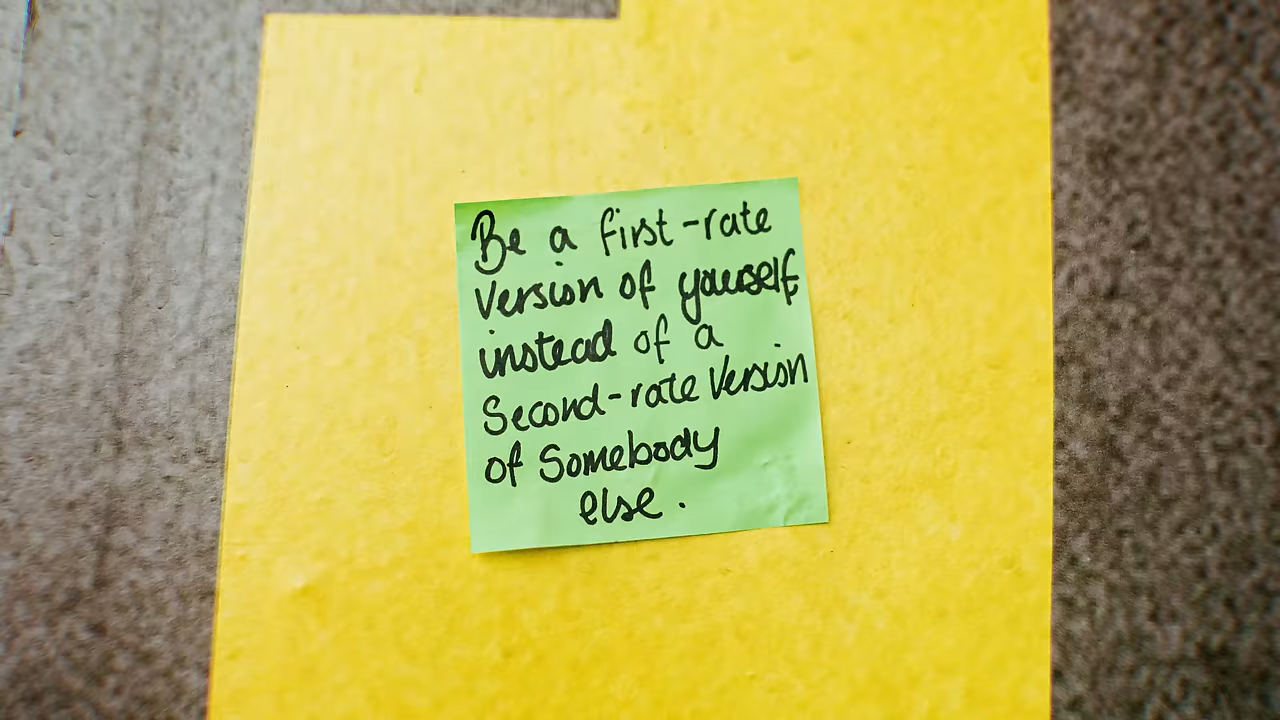 Be a first-rate
version of yourself,
instead of a
Second-rate version
of Somebody
else.